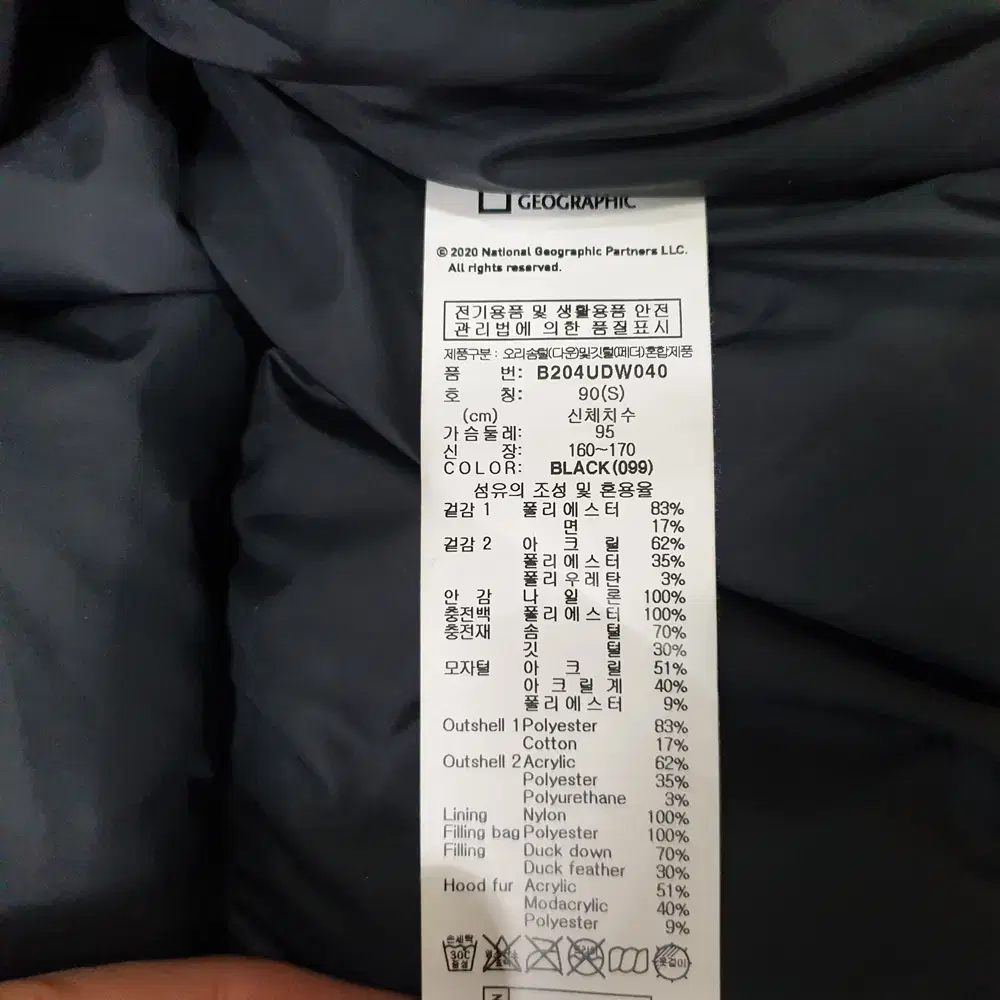 GEOGRAPHIC
© 2020 National Geographic Partners LLC.
All rights reserved.
전기용품 및 생활용품 안전
관리법에 의한 품질표시
제품구분 : 오리솜털(다운)및깃털(페더)혼합제품
품 번: B204UDW040
호 칭: 90(S)
(cm) 신체치수
가슴둘레: 95
신 장: 160~170
COLOR: BLACK(099)
섬유의 조성 및 혼용율
겉감 1 폴리에스터 83%
면 17%
겉감 2 아크릴 62%
폴리에스터 35%
폴리우레탄 3%
안 감 나일론 100%
충전백 폴리에스터 100%
충전재 솜털 70%
깃털 30%
모자털 아크릴 51%
아크릴계 40%
폴리에스터 9%
Outshell 1 Polyester 83%
Cotton 17%
Outshell 2 Acrylic 62%
Polyester 35%
Polyurethane 3%
Lining Nylon 100%
Filling bag Polyester 100%
Filling Duck down 70%
Duck feather 30%
Hood fur Acrylic 51%
Modacrylic 40%
Polyester 9%
손세탁
30C
중성
옷걸이